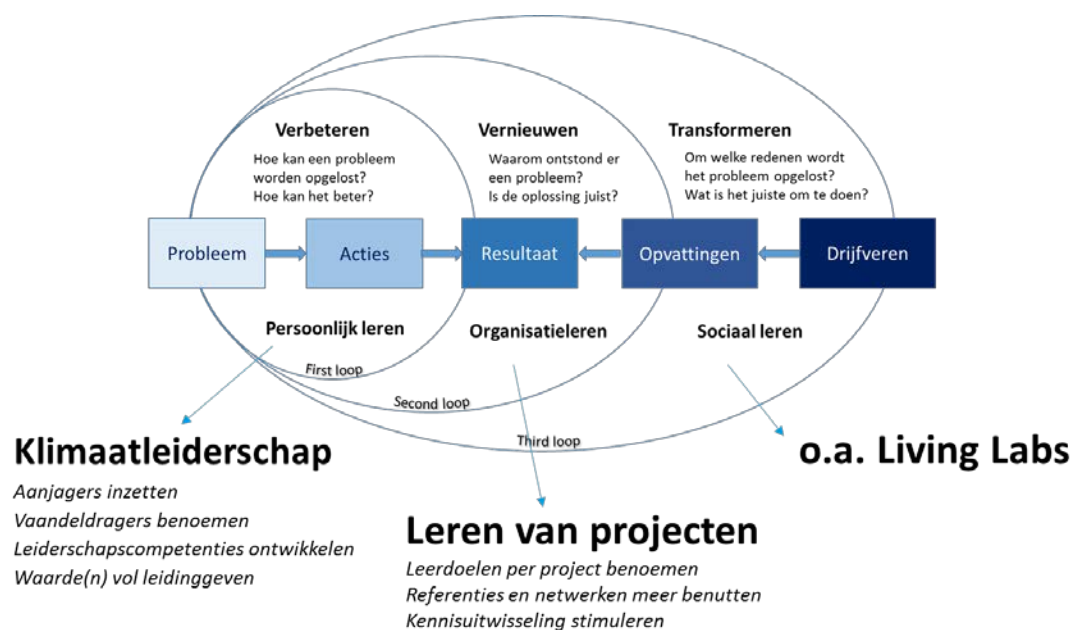 Verbeteren
Hoe kan een probleem
worden opgelost?
Hoe kan het beter?
Vernieuwen
Waarom ontstond er
een probleem?
Is de oplossing juist?
Transformeren
Om welke redenen wordt
het probleem opgelost?
Wat is het juiste om te doen?
Probleem
Acties
Resultaat
Opvattingen
Drijfveren
Persoonlijk leren
Organisatieleren
Sociaal leren
First loop
Second loop
Third loop
Klimaatleiderschap
Aanjagers inzetten
Vaandeldragers benoemen
Leiderschapscompetenties ontwikkelen
Waarde(n) vol leidinggeven
Leren van projecten
Leerdoelen per project benoemen
Referenties en netwerken meer benutten
Kennisuitwisseling stimuleren
o.a. Living Labs